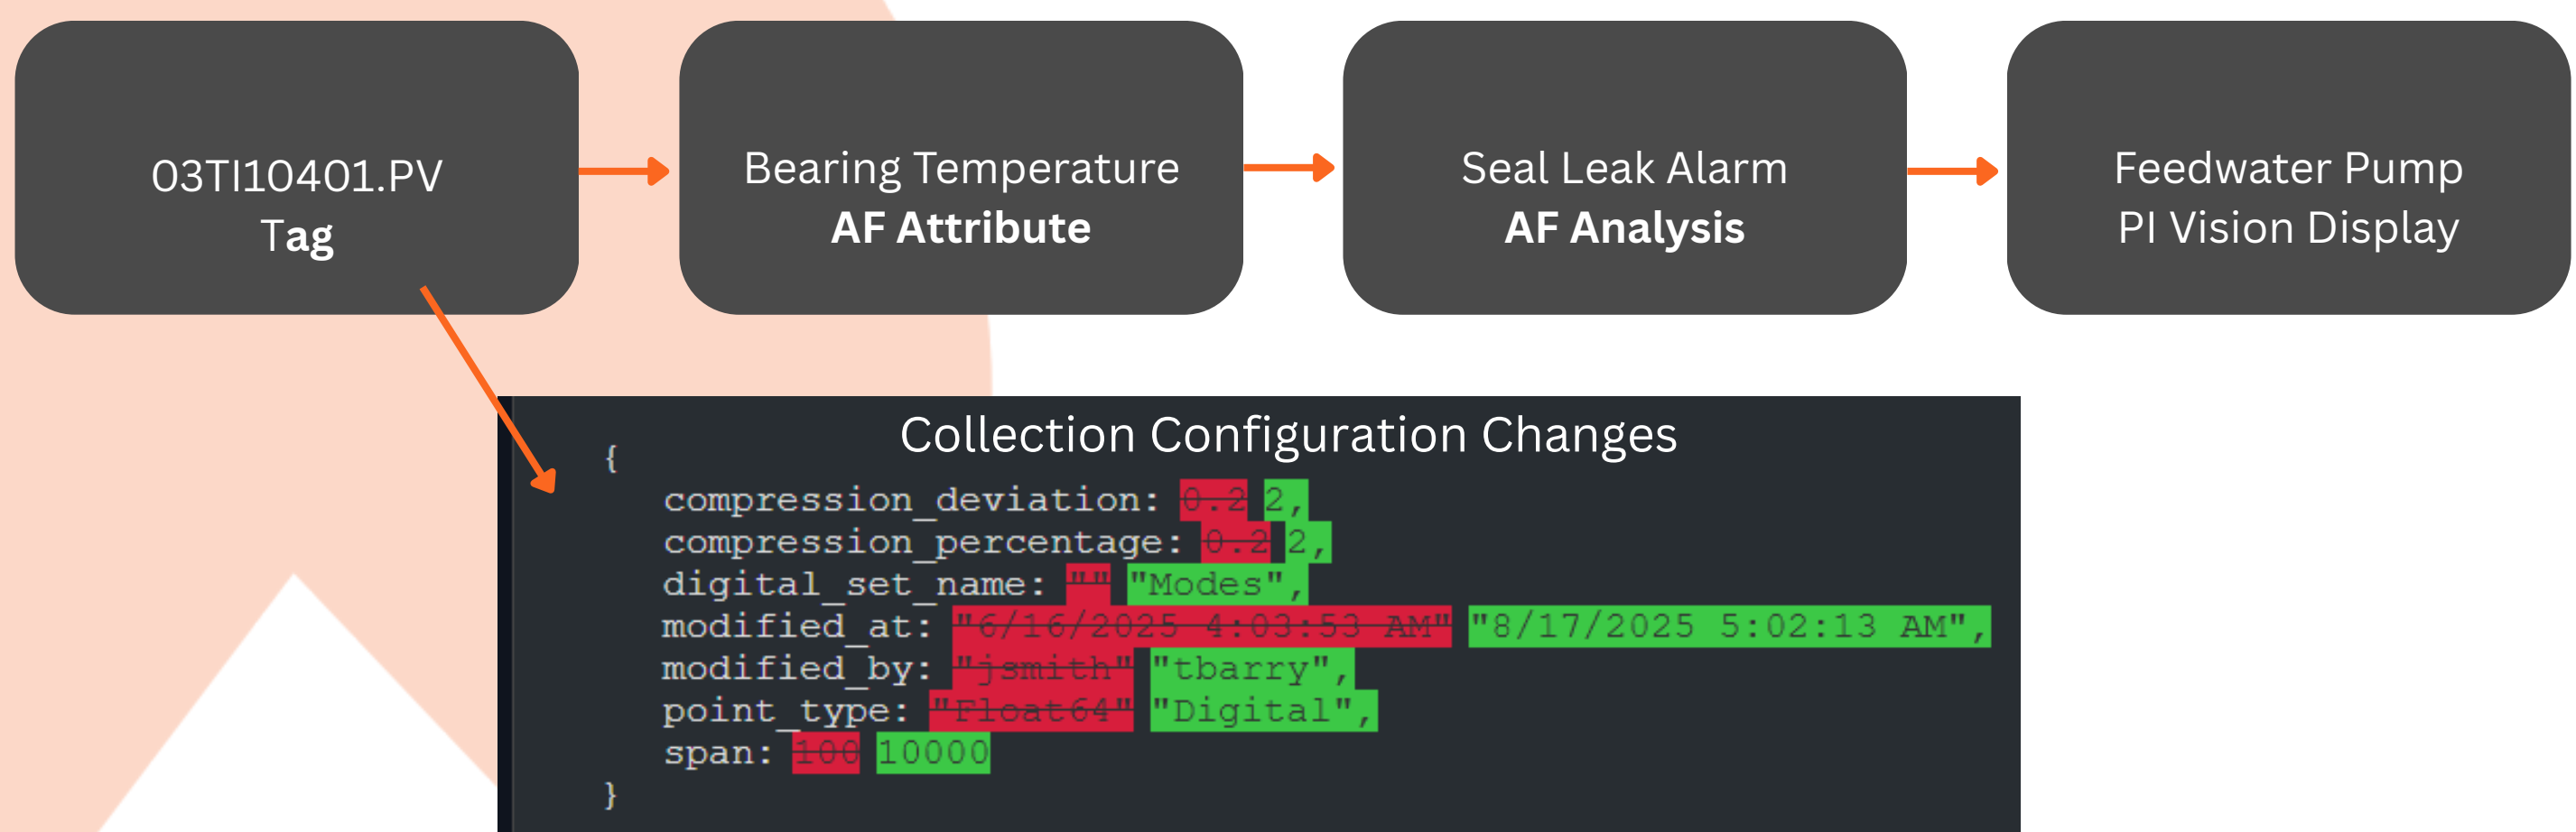 03TI10401.PV
Tag
Bearing Temperature
AF Attribute
Seal Leak Alarm
AF Analysis
Feedwater Pump
PI Vision Display
Collection Configuration Changes
{
compression_deviation: 0.2 2,
compression_percentage: 0.2 2,
digital_set_name: "" "Modes",
modified_at: "6/16/2025 4:03:53 AM" "8/17/2025 5:02:13 AM",
modified_by: "jsmith" "tbarry",
point_type: "Float64" "Digital",
span: 100 10000
}